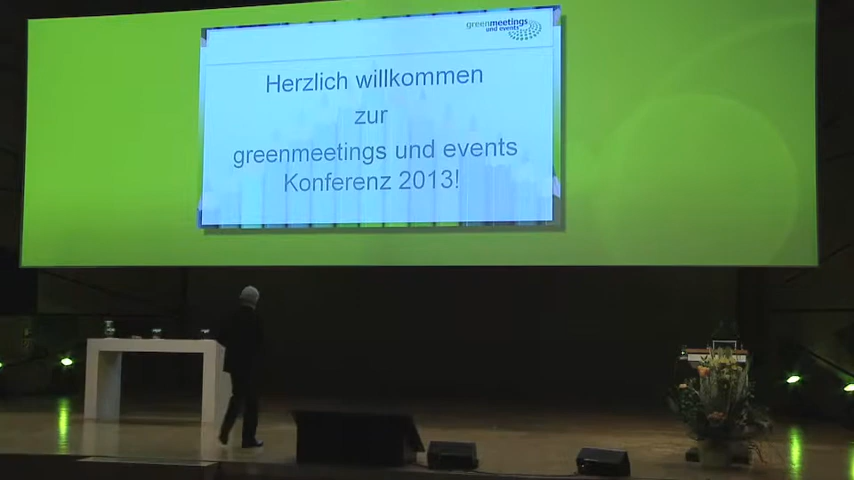 greenmeetings
und events
Herzlich willkommen
zur
greenmeetings und events
Konferenz 2013!